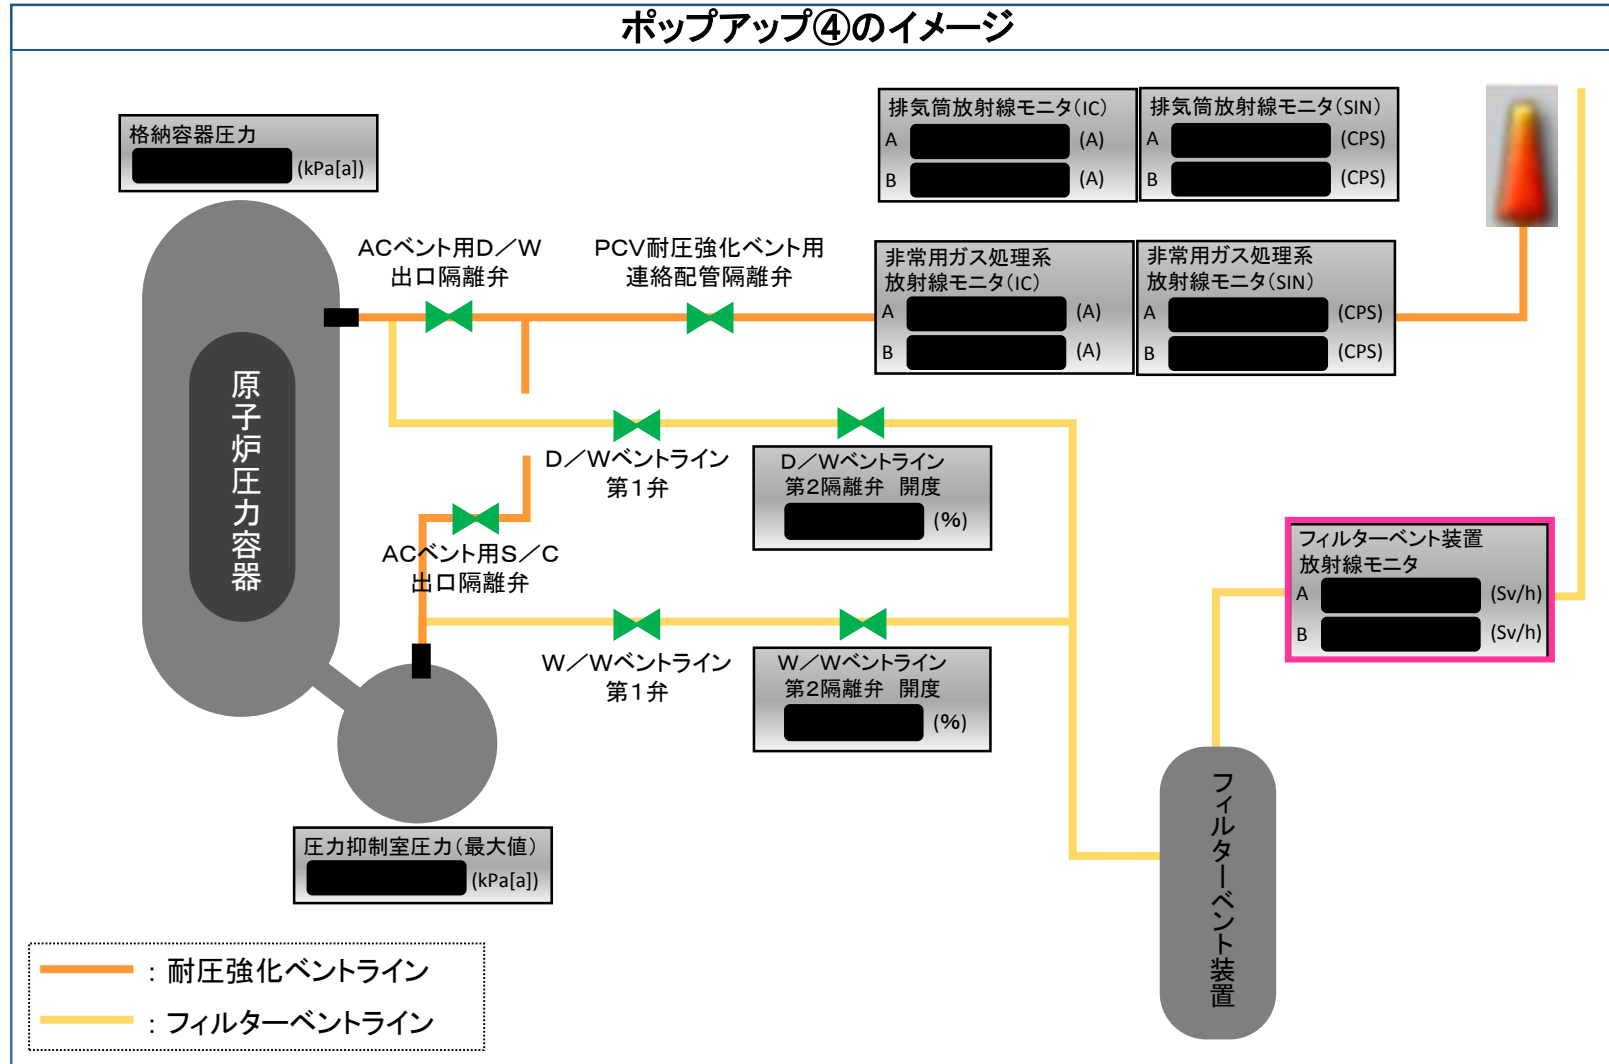 ポップアップ④のイメージ
格納容器圧力
(kPa[a])
排気筒放射線モニタ(IC)
A (A)
B (A)
排気筒放射線モニタ(SIN)
A (CPS)
B (CPS)
ACベント用D/W
出口隔離弁
PCV耐圧強化ベント用
連絡配管隔離弁
非常用ガス処理系
放射線モニタ(IC)
A (A)
B (A)
非常用ガス処理系
放射線モニタ(SIN)
A (CPS)
B (CPS)
原子炉圧力容器
D/Wベントライン
第1弁
D/Wベントライン
第2隔離弁 開度
(%)
ACベント用S/C
出口隔離弁
フィルターベント装置
放射線モニタ
A (Sv/h)
B (Sv/h)
W/Wベントライン
第1弁
W/Wベントライン
第2隔離弁 開度
(%)
フィルターベント装置
圧力抑制室圧力(最大値)
(kPa[a])
:耐圧強化ベントライン
:フィルターベントライン